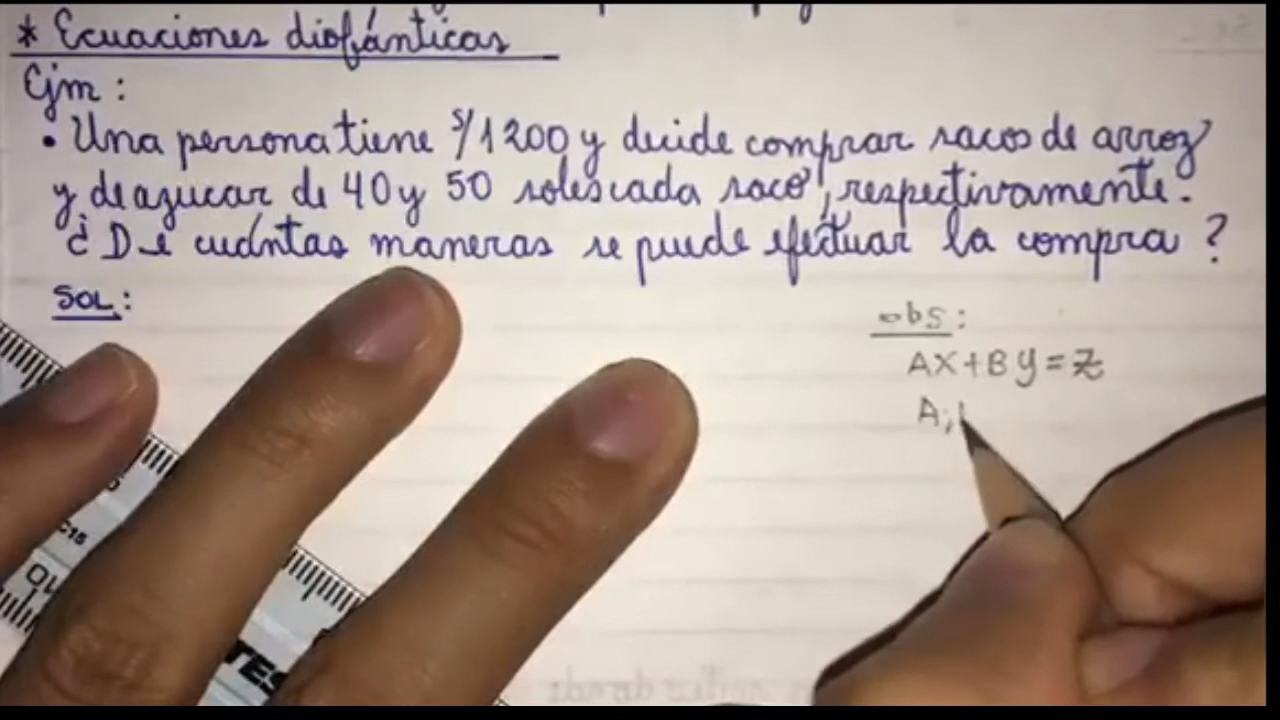 * Ecuaciones diofánticas
Ejm :
• Una persona tiene S/1200 y decide comprar sacos de arroz
y de azucar de 40 y 50 soles cada saco, respectivamente.
¿De cuántas maneras se puede efectuar la compra?
SOL:
obs:
AX+BY=Z
A;